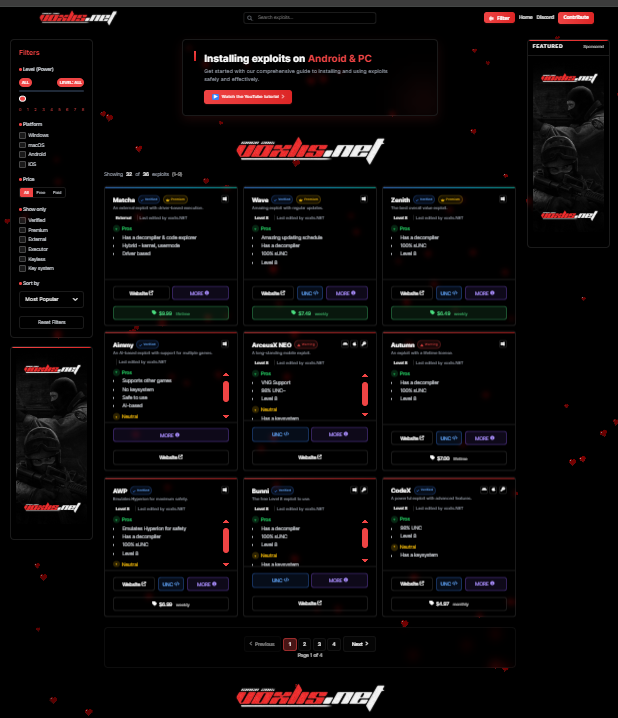 voxlis.net
Search exploits...
Filter
Home
Discord
Contribute
Filters
Level (Power)
ALL
LEVEL: ALL
Platform
Windows
macOS
Android
iOS
Price
All
Free
Paid
Show only
Verified
Premium
External
Executor
Keyless
Key system
Sort by
Most Popular
Reset Filters
voxlis.net
voxlis.net
Installing exploits on Android & PC
Get started with our comprehensive guide to installing and using exploits
safely and effectively.
Watch the YouTube tutorial
voxlis.net
Showing 32 of 36 exploits (1-9)
Matcha
Verified
Premium
An external exploit with driver based execution.
External
Last edited by voxlis.NET
Pros
Has a decompiler & code explorer
Hybrid - kernel, usermode
Driver based
Website
MORE
Wave
Verified
Premium
Amazing exploit with regular updates.
Level 8
Last edited by voxlis.NET
Pros
Amazing updating schedule
Has a decompiler
100% sUNC
Level 8
Website
UNC
MORE
$7.49 weekly
Zenith
Verified
Premium
The best overall value exploit.
Level 8
Last edited by voxlis.NET
Pros
Has a decompiler
100% sUNC
Level 8
Website
UNC
MORE
$6.49 weekly
Aimmy
Verified
An AI-based exploit with support for multiple games.
Last edited by voxlis.NET
Pros
Supports other games
No keysystem
Safe to use
AI-based
Neutral
MORE
Website
ArceusX NEO
Warning
A long-standing mobile exploit.
Level 8
Last edited by voxlis.NET
Pros
VNG Support
Level 8
Neutral
Has a keysystem
UNC
MORE
Website
Autumn
Warning
An exploit with a lifetime license.
Level 8
Last edited by voxlis.NET
Pros
Has a decompiler
100% sUNC
Level 8
Website
UNC
MORE
$7.00 lifetime
AWP
Verified
Emulates Hyperion for maximum safety.
Level 8
Last edited by voxlis.NET
Pros
Emulates Hyperion for safety
Has a decompiler
100% sUNC
Level 8
Neutral
Website
UNC
MORE
$6.99 weekly
Bunni
Verified
The free Level 8 exploit to use.
Level 8
Last edited by voxlis.NET
Pros
Has a decompiler
100% sUNC
Level 8
Neutral
Has a keysystem
UNC
MORE
Website
CodeX
Verified
A powerful exploit with advanced features.
Level 8
Last edited by voxlis.NET
Pros
98% UNC
Level 8
Neutral
Has a keysystem
Website
UNC
MORE
$4.97 monthly
Previous
1
2
3
4
Next
Page 1 of 4
voxlis.net
FEATURED
Sponsored
voxlis.net
voxlis.net